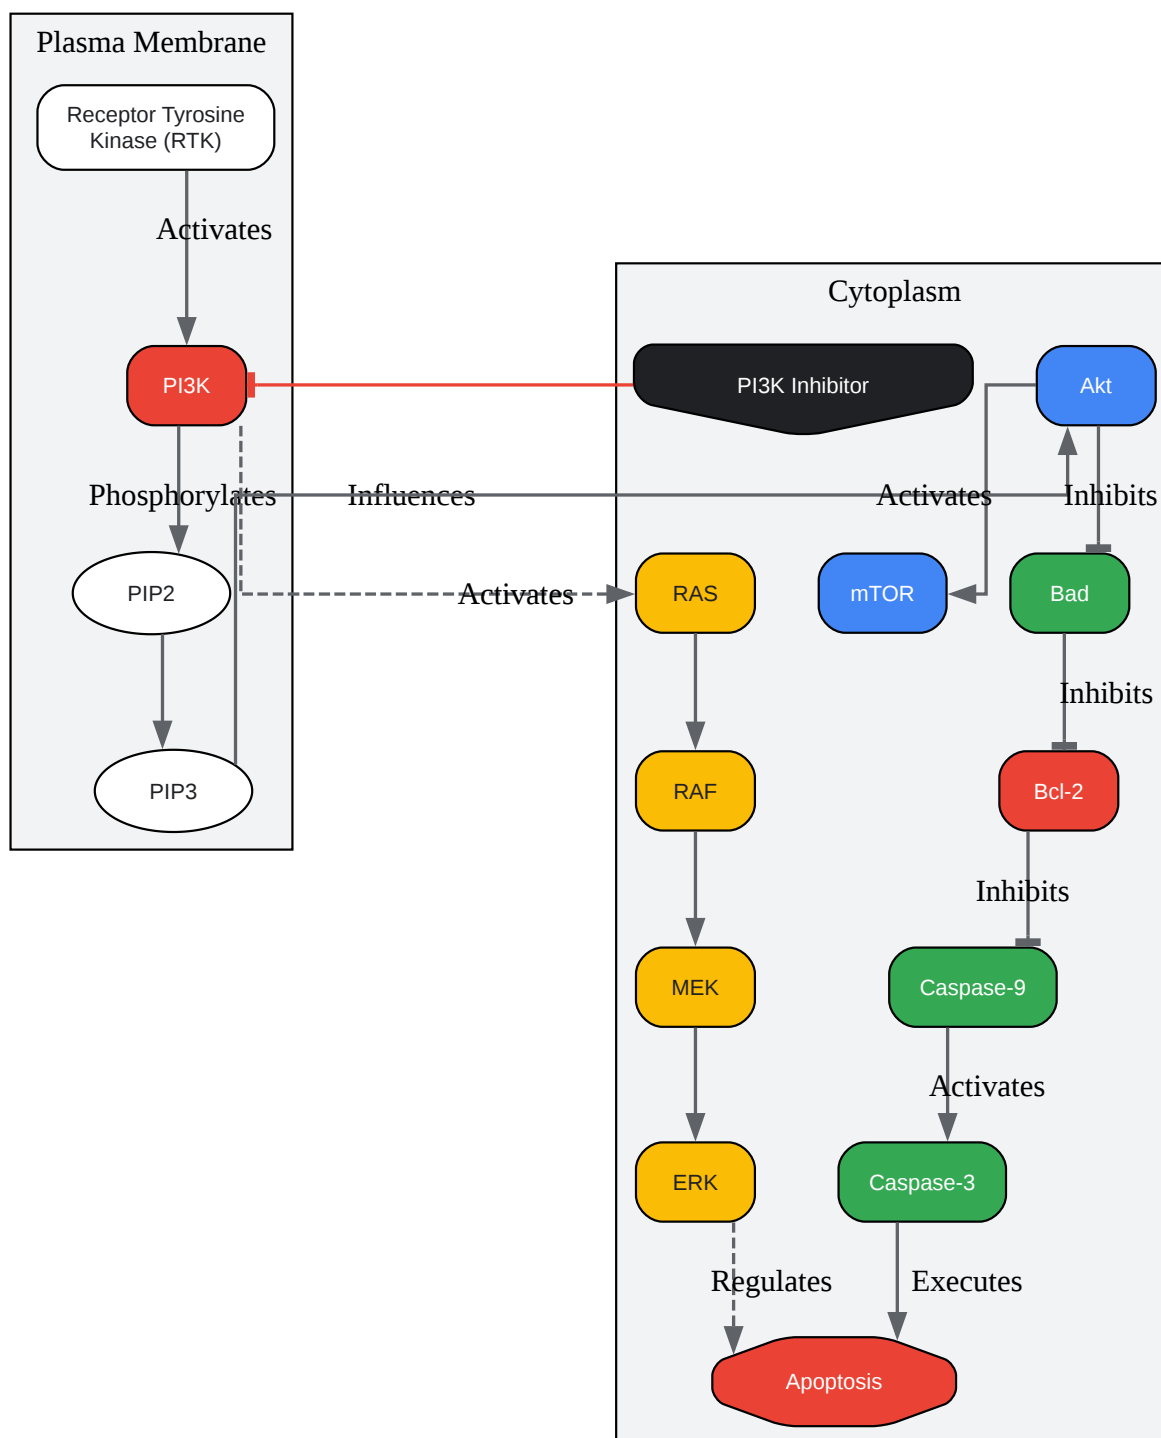 Plasma Membrane
Receptor Tyrosine
Kinase (RTK)
Activates
Cytoplasm
PI3K
PI3K Inhibitor
Akt
Phosphorylates
Influences
Activates
Inhibits
PIP2
Activates
RAS
mTOR
Bad
Inhibits
PIP3
RAF
Bcl-2
Inhibits
MEK
Caspase-9
Activates
ERK
Caspase-3
Regulates
Executes
Apoptosis